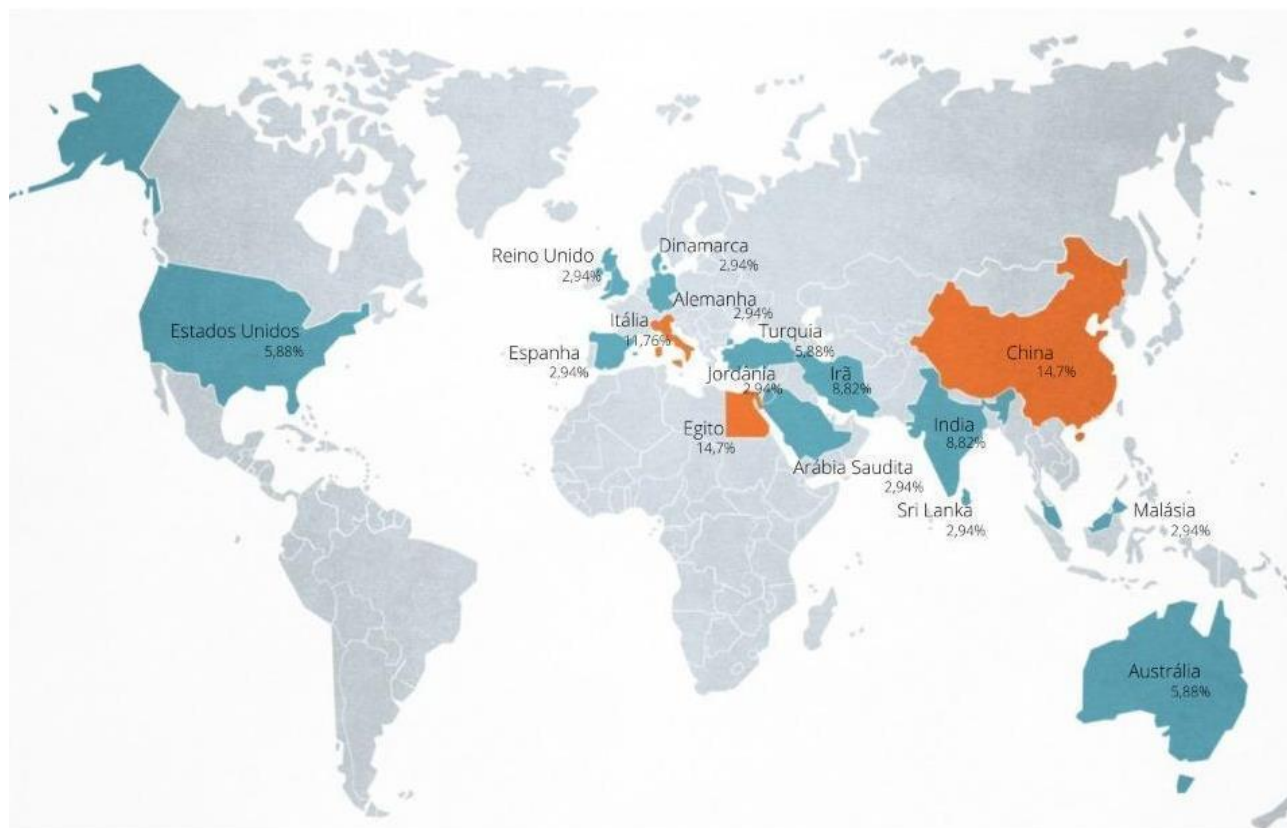 Reino Unido
2,94%
Dinamarca
2,94%
Alemanha
2,94%
Itália
11,76%
Estados Unidos
5,88%
Espanha
2,94%
Turquia
5,88%
China
14,7%
Jordânia
2,94%
Irã
8,82%
Egito
14,7%
India
8,82%
Arábia Saudita
2,94%
Sri Lanka
2,94%
Malásia
2,94%
Austrália
5,88%